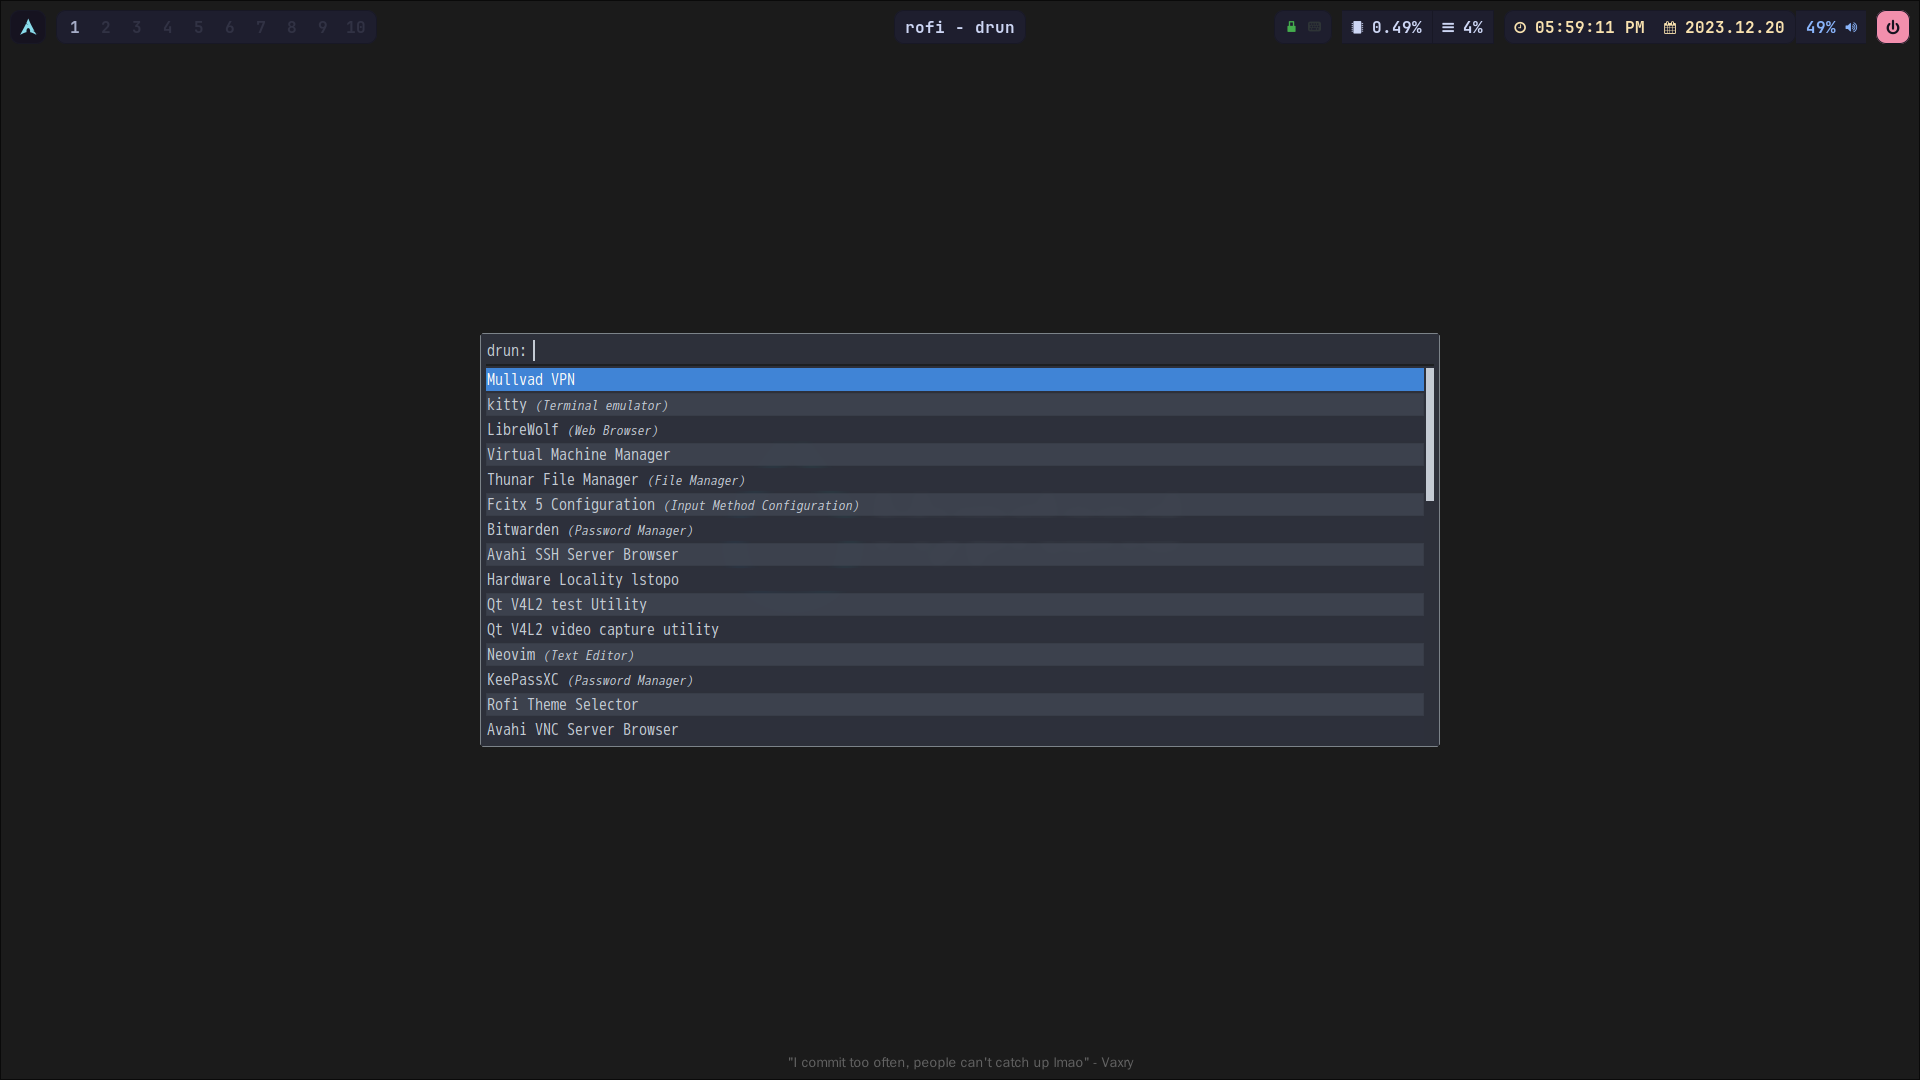 1 2 3 4 5 6 7 8 9 10
rofi - drun
0.49% 4% 05:59:11 PM 2023.12.20 49%
drun:
Mullvad VPN
kitty (Terminal emulator)
LibreWolf (Web Browser)
Virtual Machine Manager
Thunar File Manager (File Manager)
Fcitx 5 Configuration (Input Method Configuration)
Bitwarden (Password Manager)
Avahi SSH Server Browser
Hardware Locality lstopo
Qt V4L2 test Utility
Qt V4L2 video capture utility
Neovim (Text Editor)
KeePassXC (Password Manager)
Rofi Theme Selector
Avahi VNC Server Browser
"I commit too often, people can't catch up lmao" - Vaxry